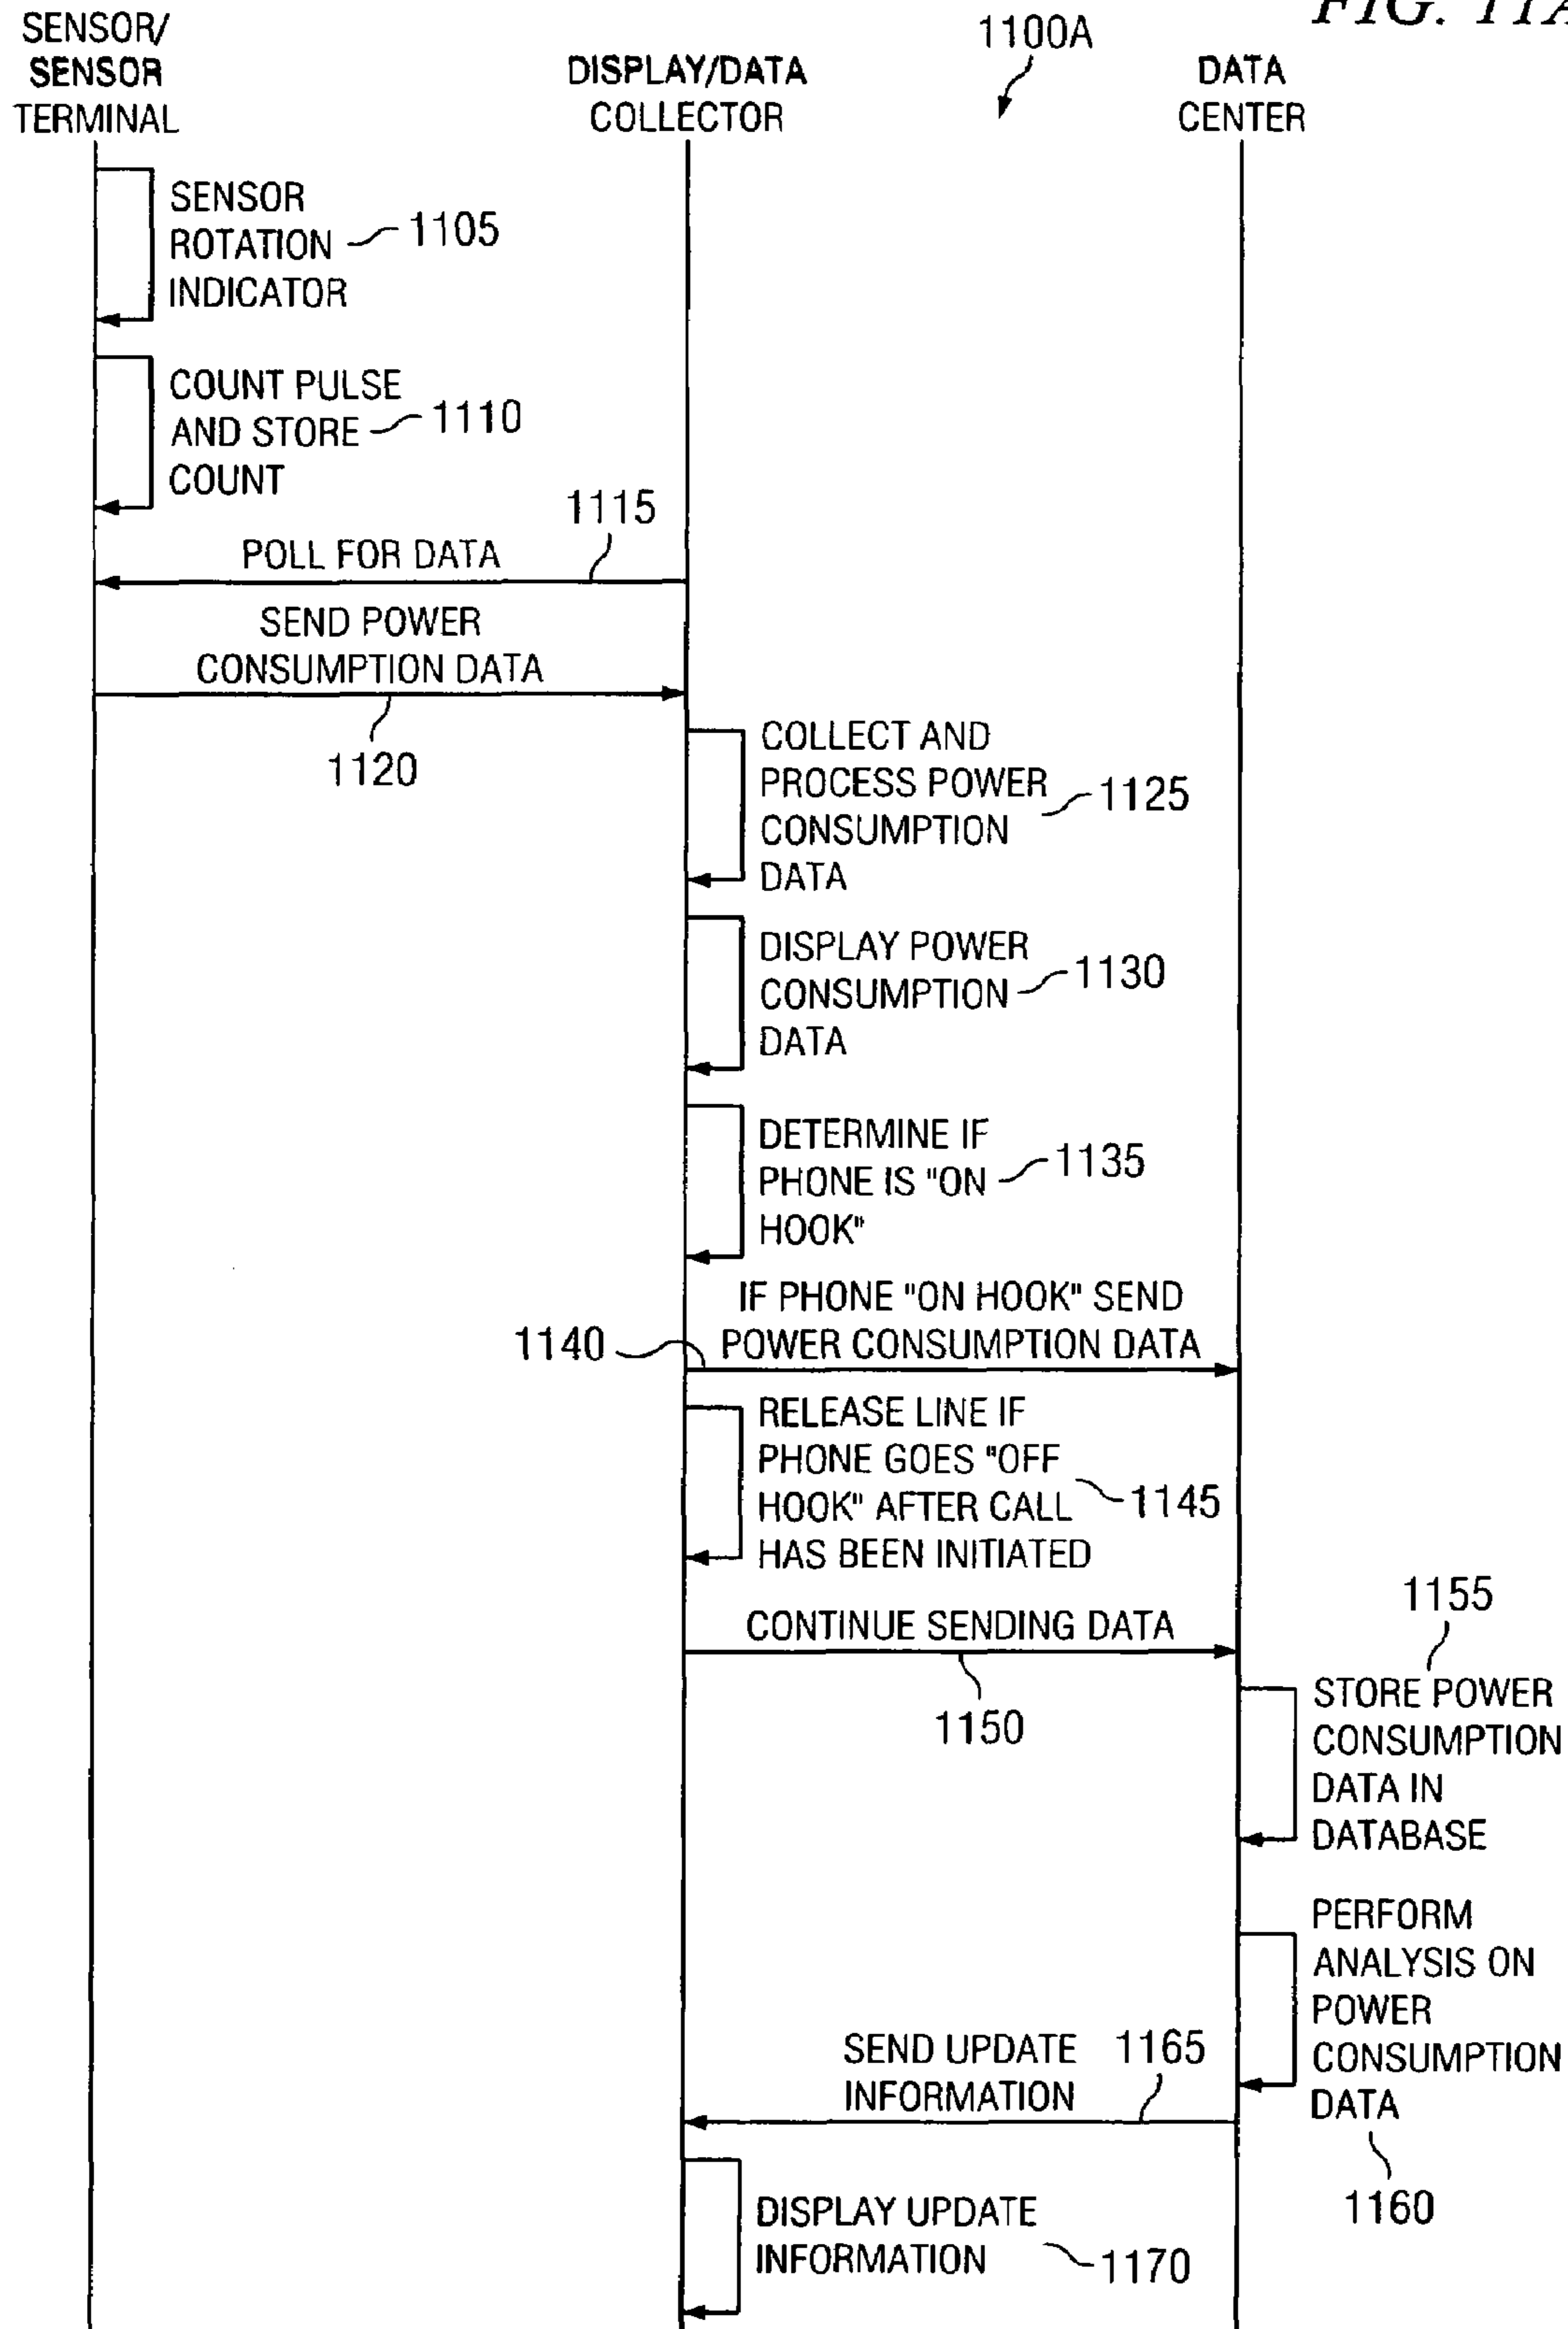 FIG. 11A
SENSOR/
SENSOR
TERMINAL
DISPLAY/DATA
COLLECTOR
1100A
DATA
CENTER
SENSOR
ROTATION
INDICATOR
1105
COUNT PULSE
AND STORE
COUNT
1110
1115
POLL FOR DATA
SEND POWER
CONSUMPTION DATA
1120
COLLECT AND
PROCESS POWER
CONSUMPTION
DATA
1125
DISPLAY POWER
CONSUMPTION
DATA
1130
DETERMINE IF
PHONE IS "ON
HOOK"
1135
IF PHONE "ON HOOK" SEND
POWER CONSUMPTION DATA
1140
RELEASE LINE IF
PHONE GOES "OFF
HOOK" AFTER CALL
HAS BEEN INITIATED
1145
CONTINUE SENDING DATA
1150
1155
STORE POWER
CONSUMPTION
DATA IN
DATABASE
PERFORM
ANALYSIS ON
POWER
CONSUMPTION
DATA
1160
SEND UPDATE
INFORMATION
1165
DISPLAY UPDATE
INFORMATION
1170